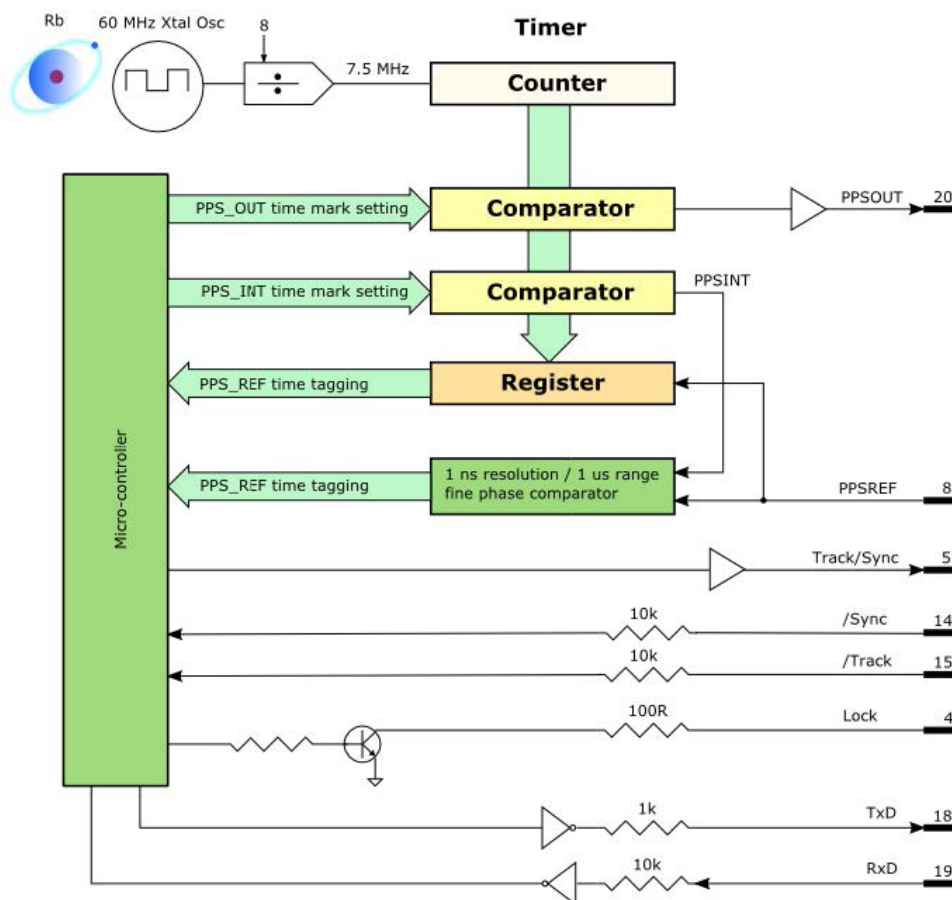 Rb
60 MHz Xtal Osc
8
Timer
7.5 MHz
Counter
PPS_OUT time mark setting
Comparator
PPSOUT
20
PPS_INT time mark setting
Comparator
PPSINT
PPS_REF time tagging
Register
Micro-controller
PPS_REF time tagging
1 ns resolution / 1 us range
fine phase comparator
PPSREF
8
Track/Sync
5
10k
/Sync
14
10k
/Track
15
100R
Lock
4
1k
TxD
18
10k
RxD
19